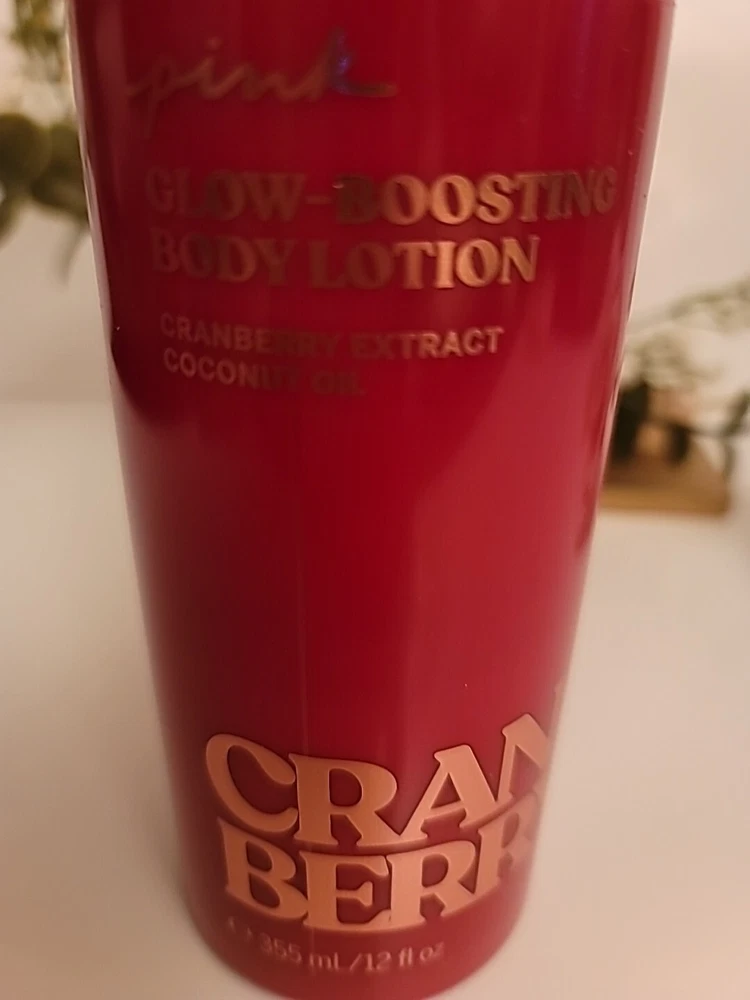 pink
GLOW-BOOSTING
BODY LOTION
CRANBERRY EXTRACT
COCONUT OIL
CRAN
BERR
355 mL/12 fl oz